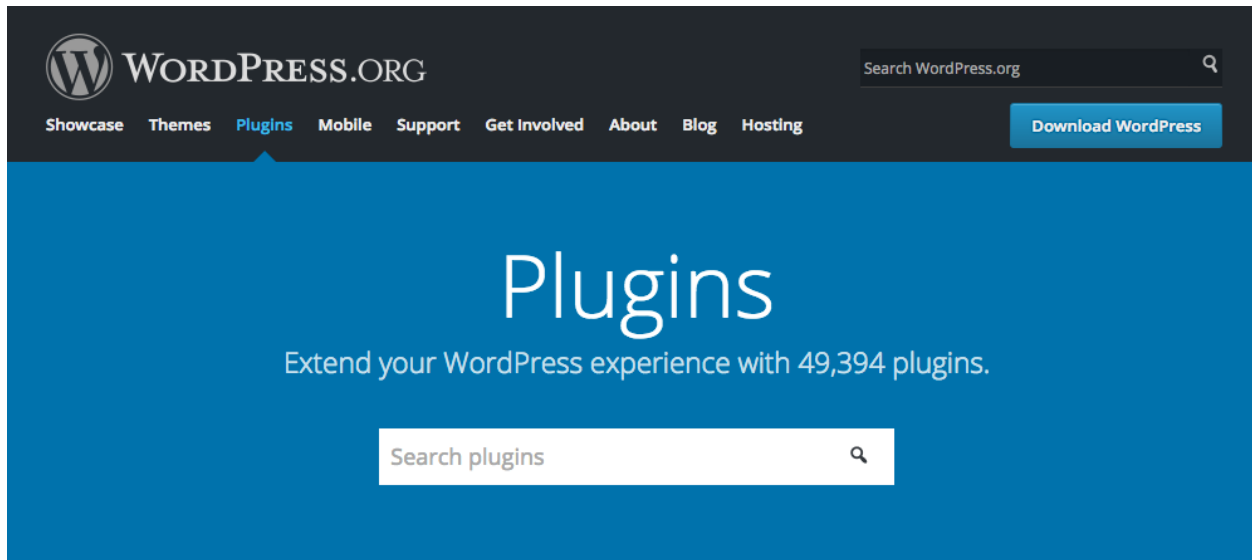 WORDPRESS.ORG
Search WordPress.org
Showcase Themes Plugins Mobile Support Get Involved About Blog Hosting
Download WordPress
Plugins
Extend your WordPress experience with 49,394 plugins.
Search plugins